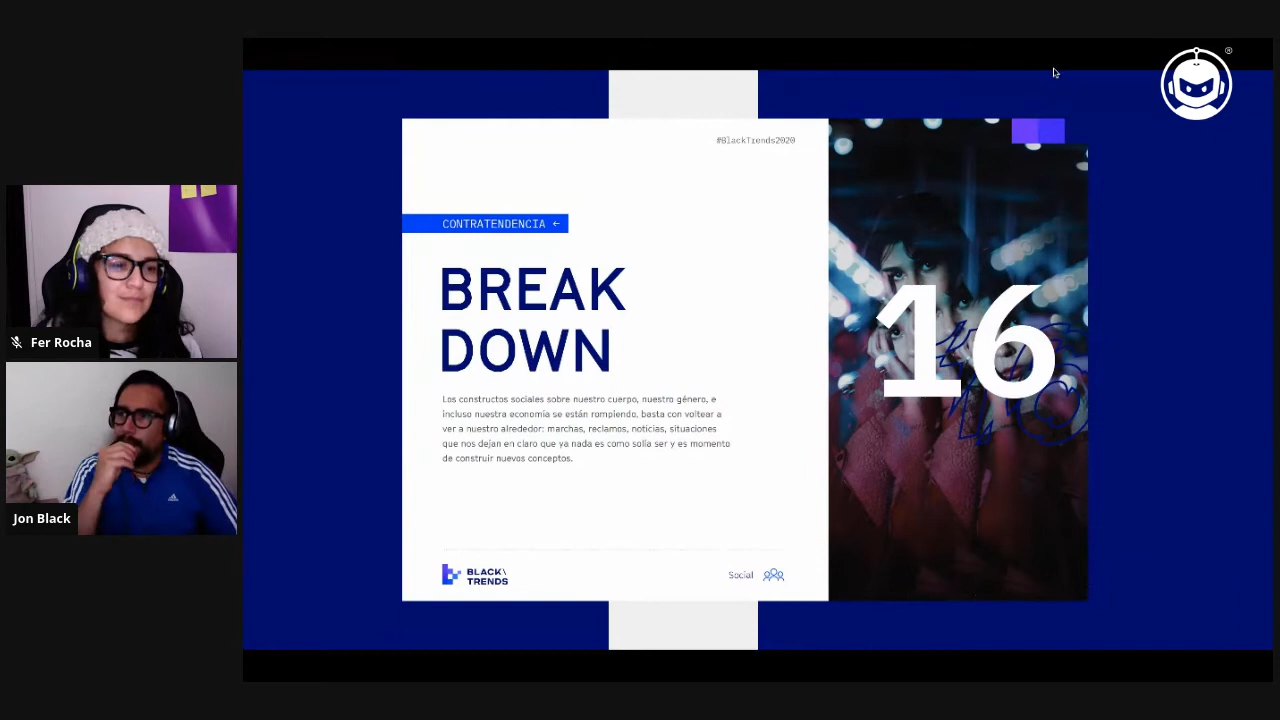 ®
#BlackTrends2020
CONTRATENDENCIA ←
BREAK
DOWN
16
Los constructos sociales sobre nuestro cuerpo, nuestro género, e
incluso nuestra economía se están rompiendo, basta con voltear a
ver a nuestro alrededor: marchas, reclamos, noticias, situaciones
que nos dejan en claro que ya nada es como solía ser y es momento
de construir nuevos conceptos.
BLACK\
TRENDS
Social
Fer Rocha
Jon Black